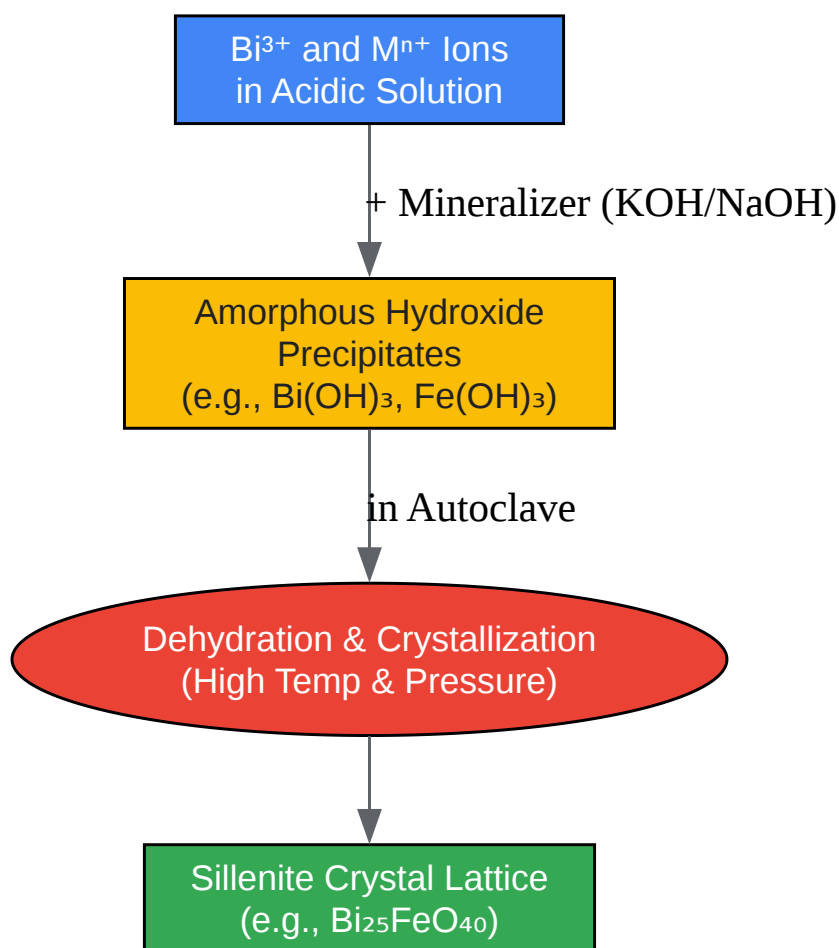 Bi³⁺ and Mⁿ⁺ Ions
in Acidic Solution
+ Mineralizer (KOH/NaOH)
Amorphous Hydroxide
Precipitates
(e.g., Bi(OH)₃, Fe(OH)₃)
in Autoclave
Dehydration & Crystallization
(High Temp & Pressure)
Sillenite Crystal Lattice
(e.g., Bi₂₅FeO₄₀)